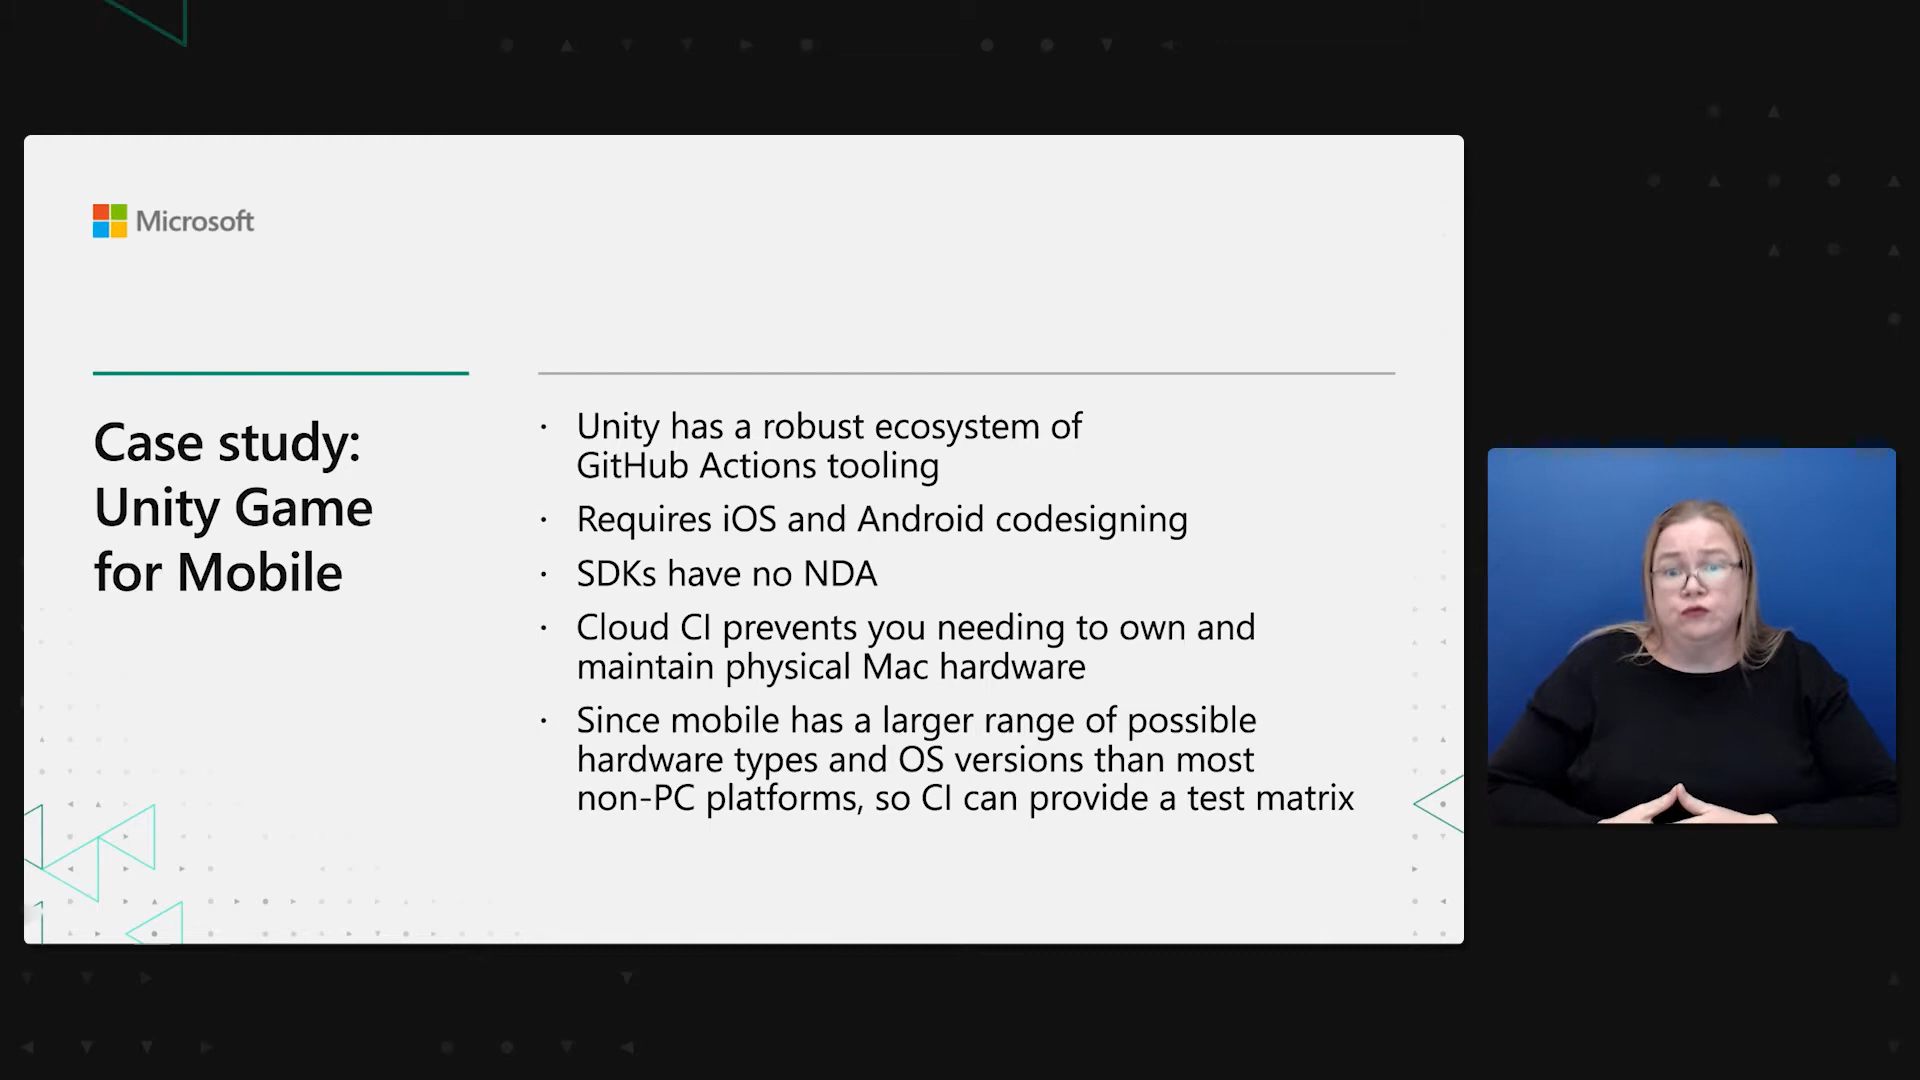 Microsoft
Case study:
Unity Game
for Mobile
· Unity has a robust ecosystem of
GitHub Actions tooling
· Requires iOS and Android codesigning
· SDKs have no NDA
· Cloud CI prevents you needing to own and
maintain physical Mac hardware
· Since mobile has a larger range of possible
hardware types and OS versions than most
non-PC platforms, so CI can provide a test matrix